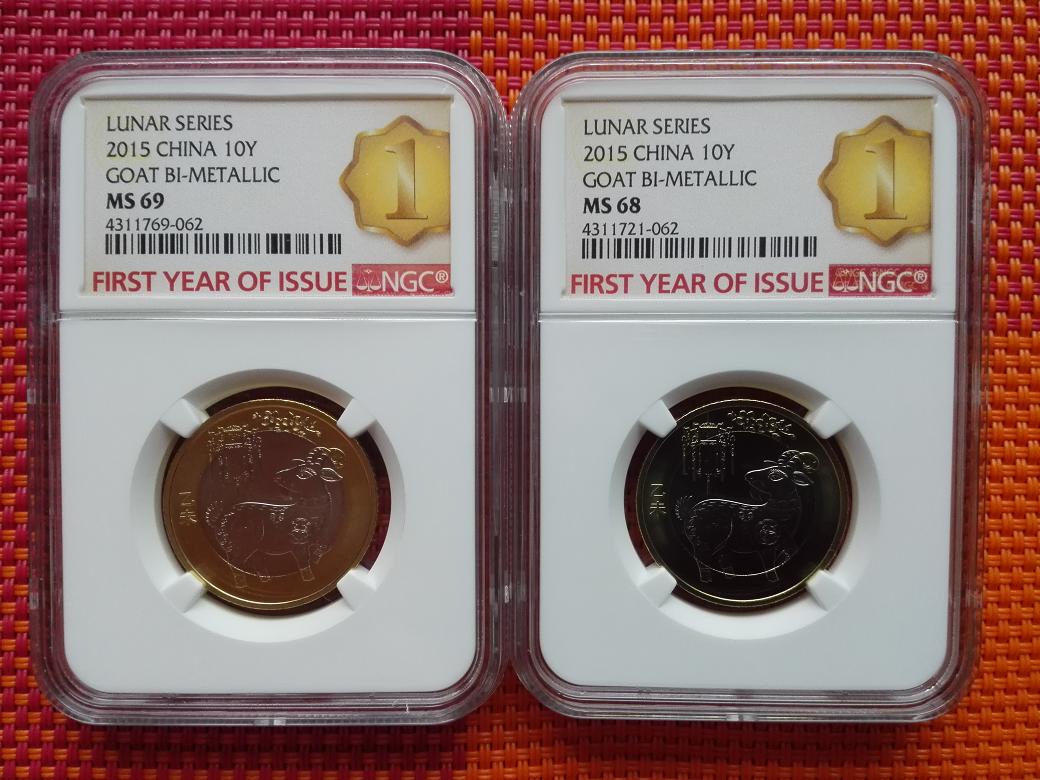 LUNAR SERIES
2015 CHINA 10Y
GOAT BI-METALLIC
MS 69
4311769-062
1
FIRST YEAR OF ISSUE NGC®
乙未
LUNAR SERIES
2015 CHINA 10Y
GOAT BI-METALLIC
MS 68
4311721-062
1
FIRST YEAR OF ISSUE NGC®
乙未